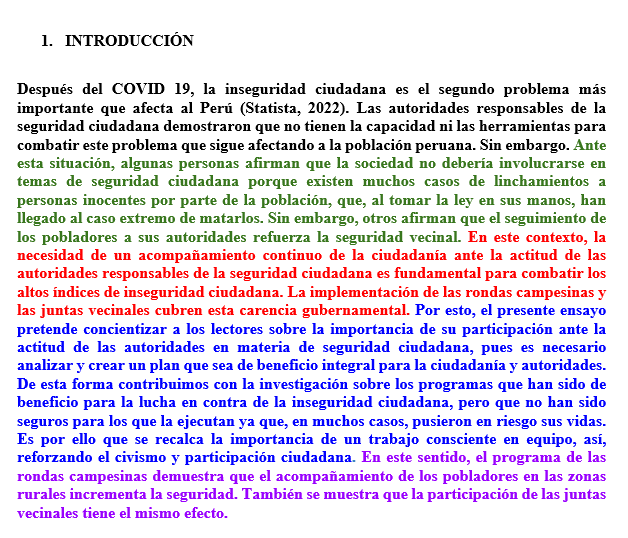 1. INTRODUCCIÓN
Después del COVID 19, la inseguridad ciudadana es el segundo problema más
importante que afecta al Perú (Statista, 2022). Las autoridades responsables de la
seguridad ciudadana demostraron que no tienen la capacidad ni las herramientas para
combatir este problema que sigue afectando a la población peruana. Sin embargo. Ante
esta situación, algunas personas afirman que la sociedad no debería involucrarse en
temas de seguridad ciudadana porque existen muchos casos de linchamientos a
personas inocentes por parte de la población, que, al tomar la ley en sus manos, han
llegado al caso extremo de matarlos. Sin embargo, otros afirman que el seguimiento de
los pobladores a sus autoridades refuerza la seguridad vecinal. En este contexto, la
necesidad de un acompañamiento continuo de la ciudadanía ante la actitud de las
autoridades responsables de la seguridad ciudadana es fundamental para combatir los
altos índices de inseguridad ciudadana. La implementación de las rondas campesinas y
las juntas vecinales cubren esta carencia gubernamental. Por esto, el presente ensayo
pretende concientizar a los lectores sobre la importancia de su participación ante la
actitud de las autoridades en materia de seguridad ciudadana, pues es necesario
analizar y crear un plan que sea de beneficio integral para la ciudadanía y autoridades.
De esta forma contribuimos con la investigación sobre los programas que han sido de
beneficio para la lucha en contra de la inseguridad ciudadana, pero que no han sido
seguros para los que la ejecutan ya que, en muchos casos, pusieron en riesgo sus vidas.
Es por ello que se recalca la importancia de un trabajo consciente en equipo, así,
reforzando el civismo y participación ciudadana. En este sentido, el programa de las
rondas campesinas demuestra que el acompañamiento de los pobladores en las zonas
rurales incrementa la seguridad. También se muestra que la participación de las juntas
vecinales tiene el mismo efecto.